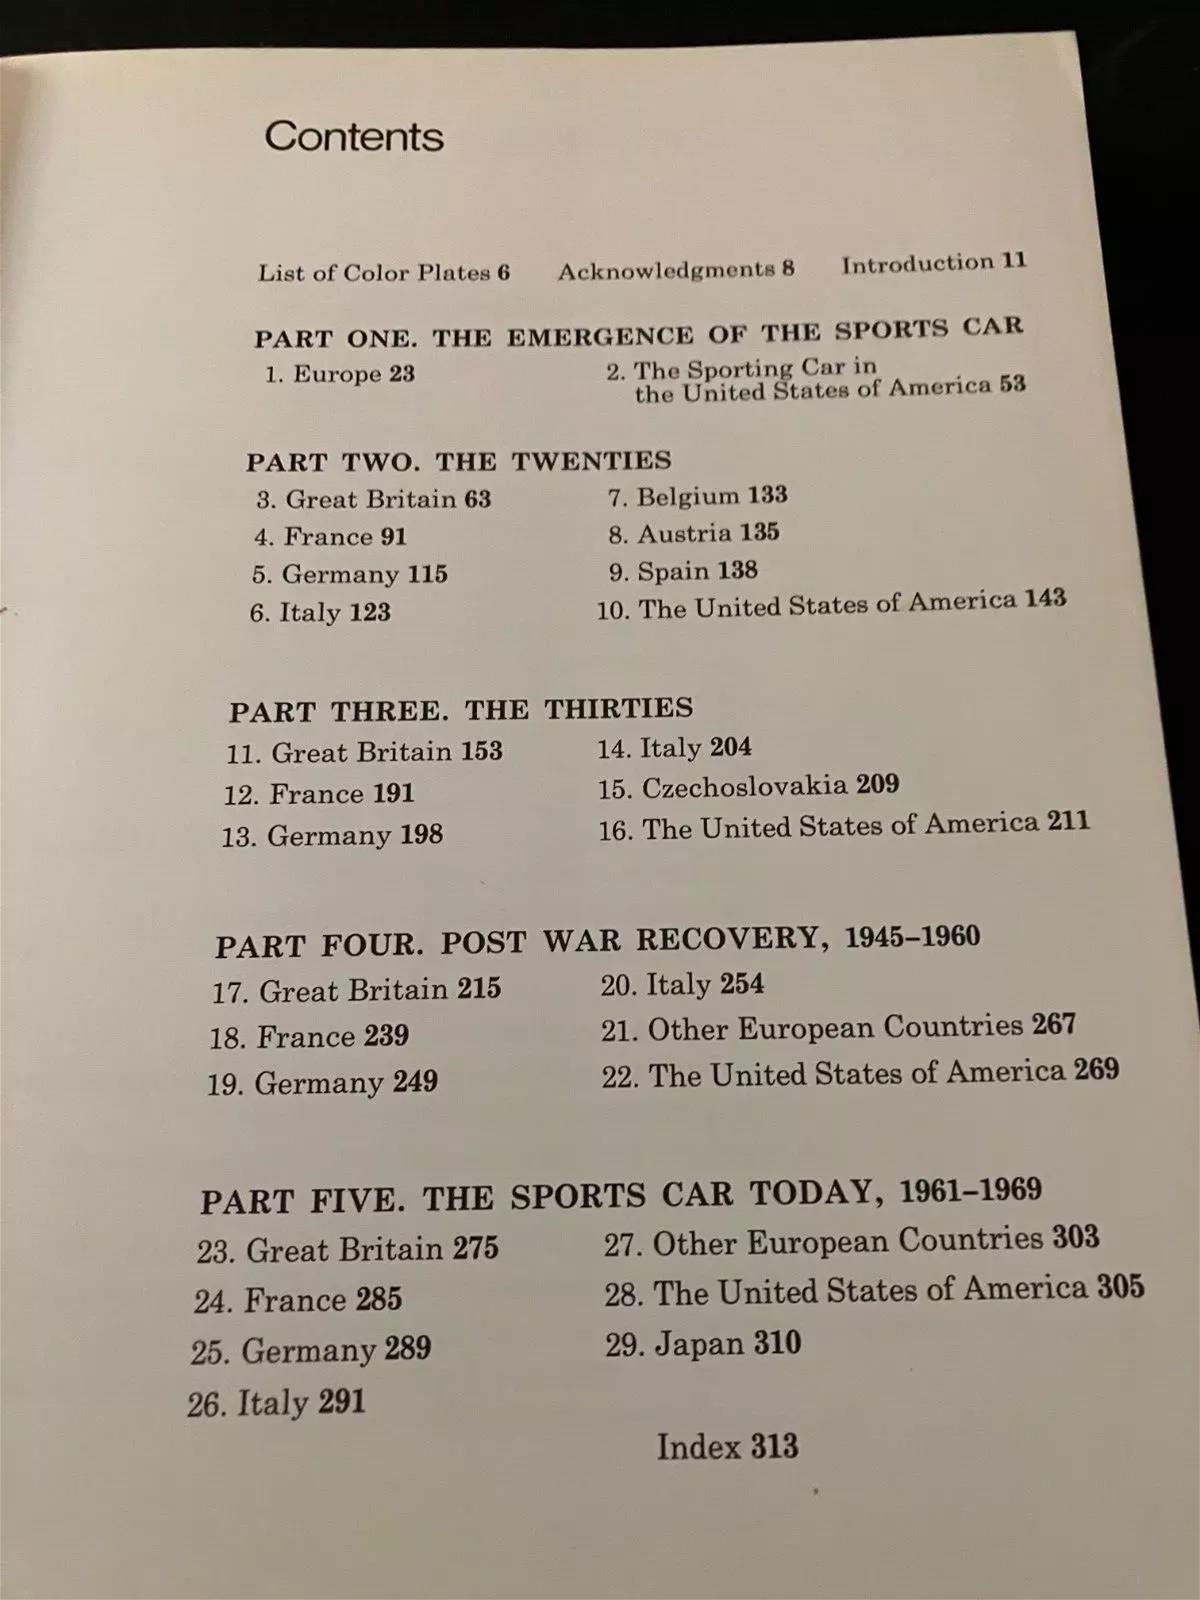 Contents
List of Color Plates 6 Acknowledgments 8 Introduction 11
PART ONE. THE EMERGENCE OF THE SPORTS CAR
1. Europe 23
2. The Sporting Car in
the United States of America 53
PART TWO. THE TWENTIES
3. Great Britain 63
4. France 91
5. Germany 115
6. Italy 123
7. Belgium 133
8. Austria 135
9. Spain 138
10. The United States of America 143
PART THREE. THE THIRTIES
11. Great Britain 153
12. France 191
13. Germany 198
14. Italy 204
15. Czechoslovakia 209
16. The United States of America 211
PART FOUR. POST WAR RECOVERY, 1945–1960
17. Great Britain 215
18. France 239
19. Germany 249
20. Italy 254
21. Other European Countries 267
22. The United States of America 269
PART FIVE. THE SPORTS CAR TODAY, 1961–1969
23. Great Britain 275
24. France 285
25. Germany 289
26. Italy 291
27. Other European Countries 303
28. The United States of America 305
29. Japan 310
Index 313